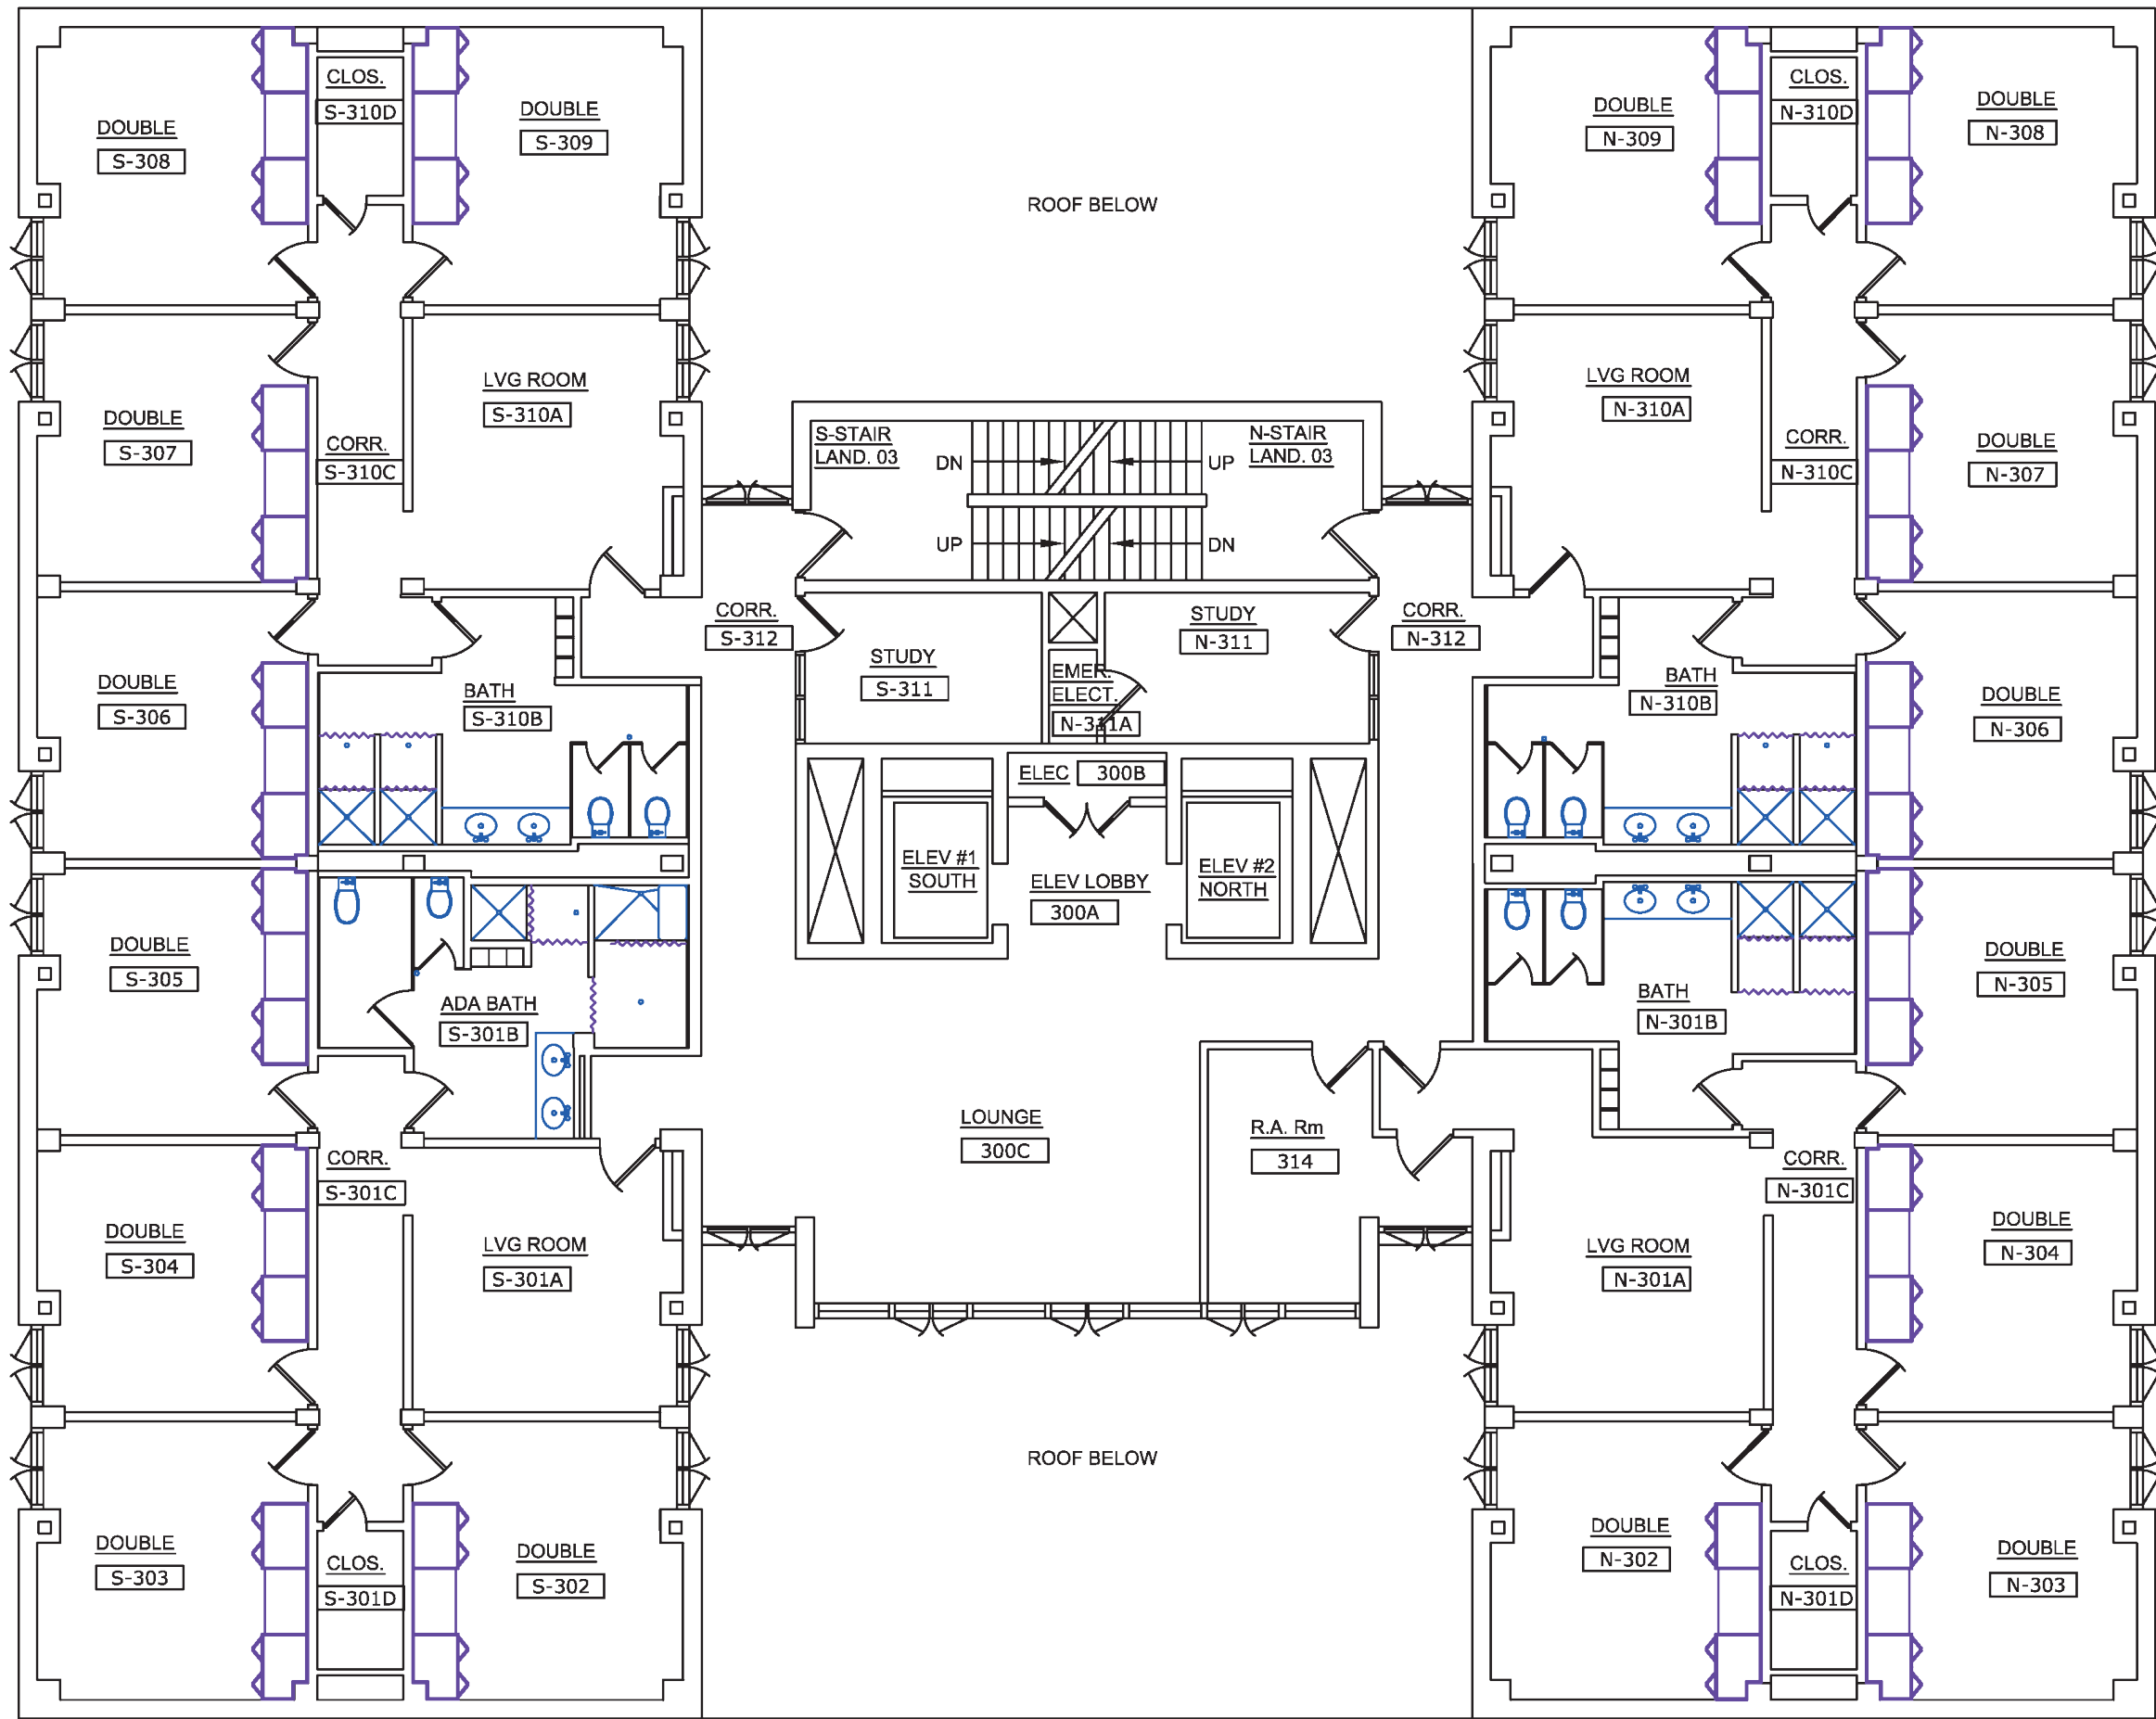 CLOS.
S-310D
DOUBLE
S-308
DOUBLE
S-309
ROOF BELOW
DOUBLE
N-309
CLOS.
N-310D
DOUBLE
N-308
DOUBLE
S-307
CORR.
S-310C
LVG ROOM
S-310A
S-STAIR
LAND. 03
DN
UP
N-STAIR
LAND. 03
UP
DN
LVG ROOM
N-310A
CORR.
N-310C
DOUBLE
N-307
DOUBLE
S-306
BATH
S-310B
CORR.
S-312
STUDY
S-311
EMER.
ELECT.
N-311A
STUDY
N-311
CORR.
N-312
BATH
N-310B
DOUBLE
N-306
ELEC
300B
ELEV #1
SOUTH
ELEV LOBBY
300A
ELEV #2
NORTH
DOUBLE
S-305
ADA BATH
S-301B
BATH
N-301B
DOUBLE
N-305
LOUNGE
300C
R.A. Rm
314
CORR.
S-301C
DOUBLE
S-304
LVG ROOM
S-301A
LVG ROOM
N-301A
CORR.
N-301C
DOUBLE
N-304
ROOF BELOW
DOUBLE
S-303
CLOS.
S-301D
DOUBLE
S-302
DOUBLE
N-302
CLOS.
N-301D
DOUBLE
N-303